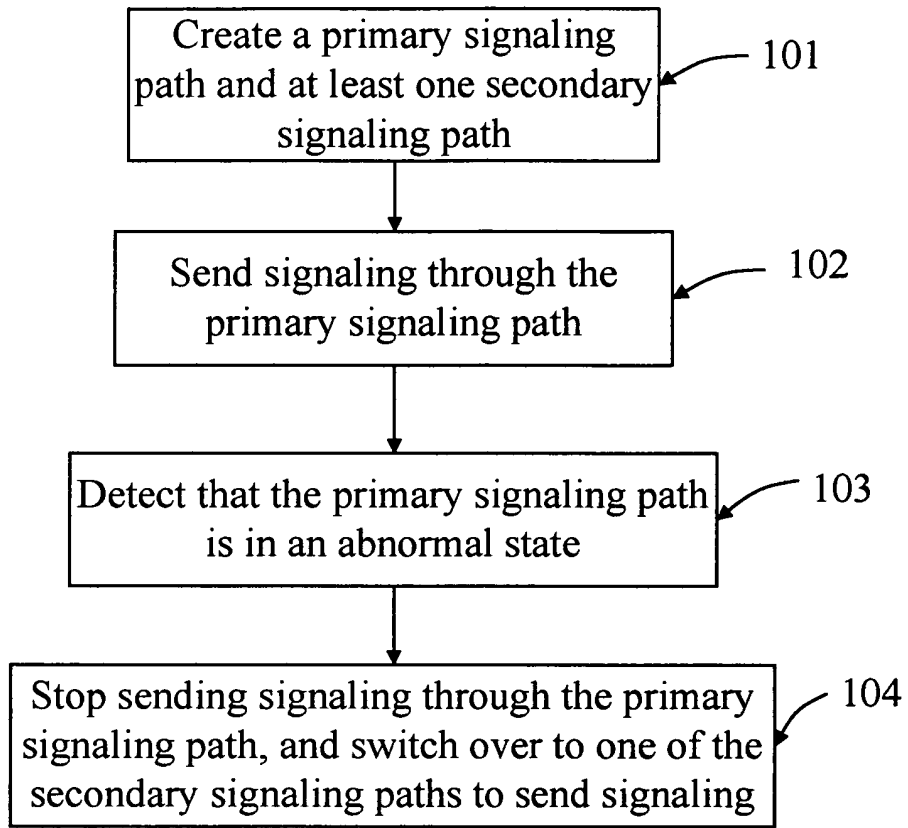 Create a primary signaling
path and at least one secondary
signaling path
101
Send signaling through the
primary signaling path
102
Detect that the primary signaling path
is in an abnormal state
103
Stop sending signaling through the primary
signaling path, and switch over to one of the
secondary signaling paths to send signaling
104